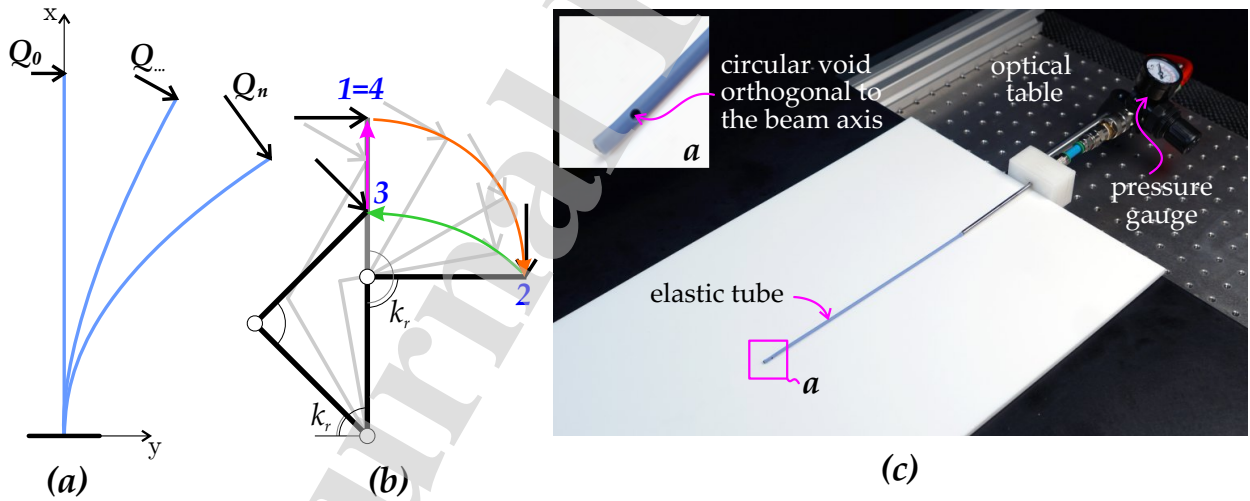 x
Q0
Q...
Qn
y
(a)
1=4
3
2
kr
kr
(b)
circular void
orthogonal to
the beam axis
a
optical
table
pressure
gauge
elastic tube
a
(c)